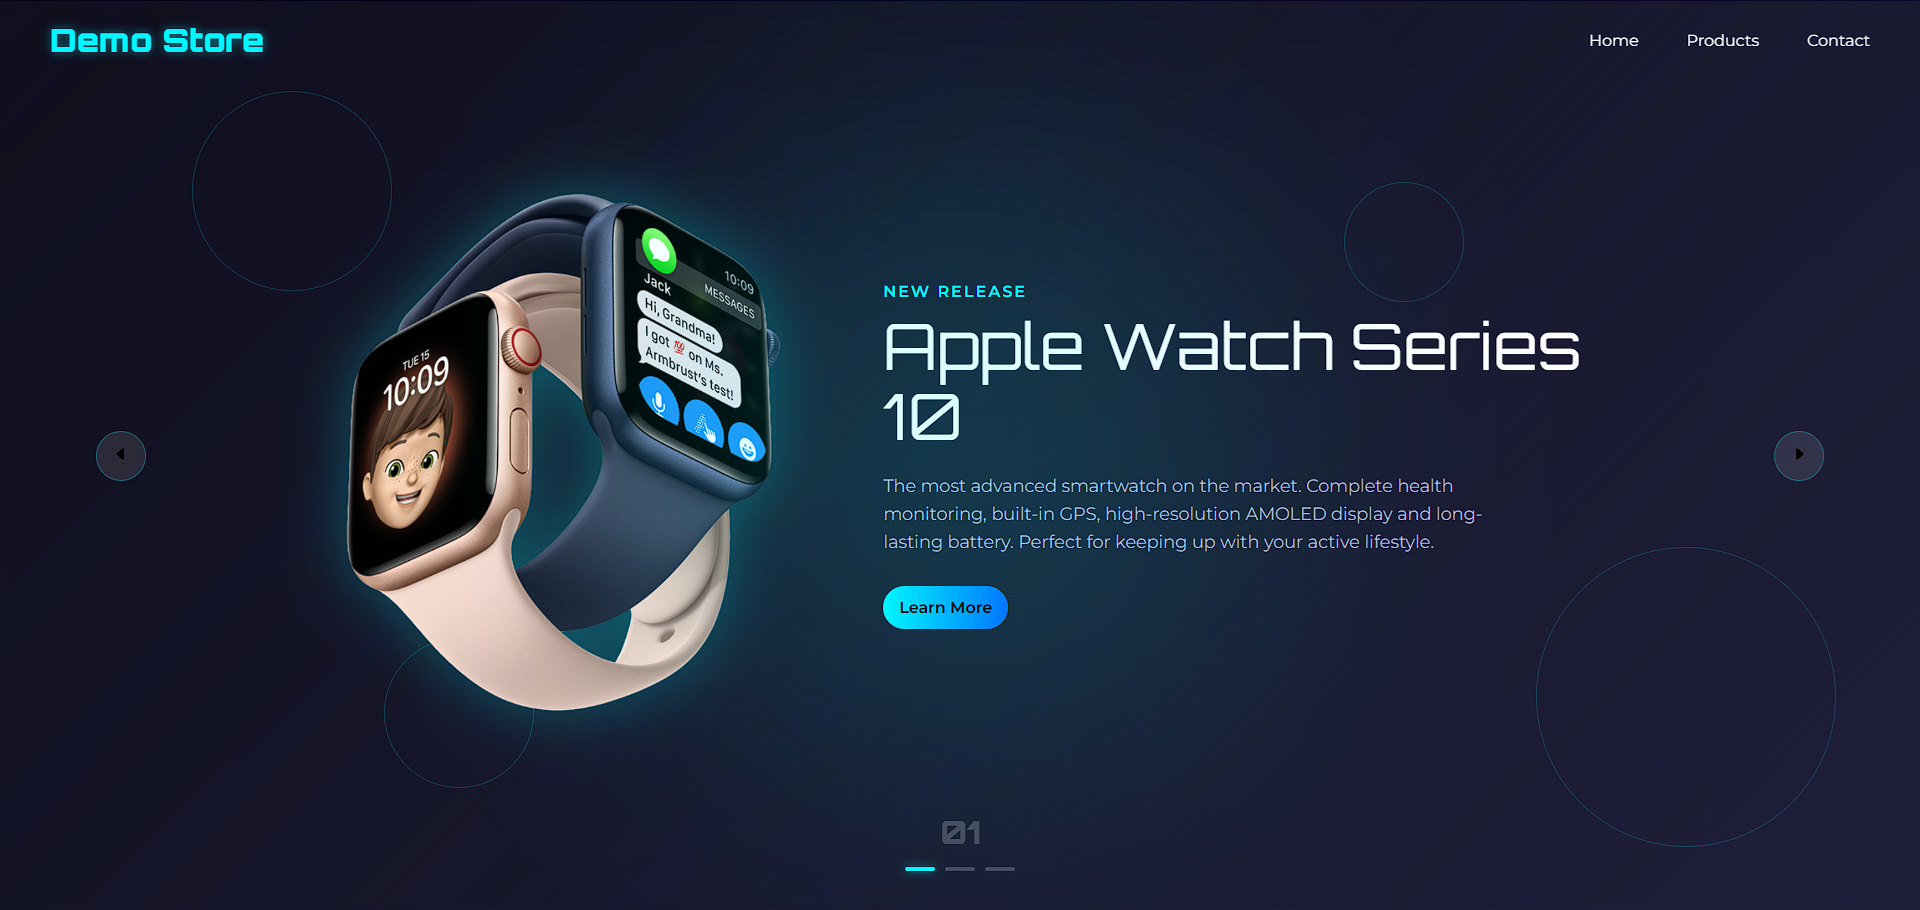 Demo Store
Home Products Contact
TUE 15
10:09
10:09
MESSAGES
Jack
Hi, Grandma!
I got 💯 on Ms.
Armbrust's test!
NEW RELEASE
Apple Watch Series
10
The most advanced smartwatch on the market. Complete health
monitoring, built-in GPS, high-resolution AMOLED display and long-
lasting battery. Perfect for keeping up with your active lifestyle.
Learn More
01